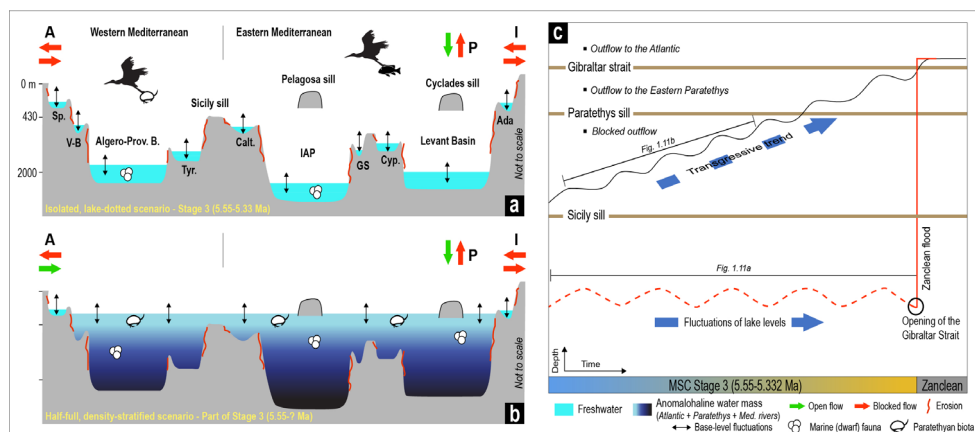 A
Western Mediterranean
Eastern Mediterranean
P
I
0 m
430
2000
Sp.
V-B
Algero-Prov. B.
Tyr.
Sicily sill
Calt.
Pelagosa sill
IAP
GS
Cyp.
Cyclades sill
Levant Basin
Ada
Not to scale
Isolated, lake-dotted scenario - Stage 3 (5.55-5.33 Ma)
a
A
P
I
Not to scale
Half-full, density-stratified scenario - Part of Stage 3 (5.55-? Ma)
b
c
▪ Outflow to the Atlantic
Gibraltar strait
▪ Outflow to the Eastern Paratethys
Paratethys sill
▪ Blocked outflow
Fig. 1.11b
Transgressive trend
Sicily sill
Fig. 1.11a
Zanclean flood
Fluctuations of lake levels
Opening of the
Gibraltar Strait
Depth
Time
MSC Stage 3 (5.55-5.332 Ma)
Zanclean
Freshwater
Anomalohaline water mass
(Atlantic + Paratethys + Med. rivers)
Open flow
Blocked flow
Erosion
Base-level fluctuations
Marine (dwarf) fauna
Paratethyan biota